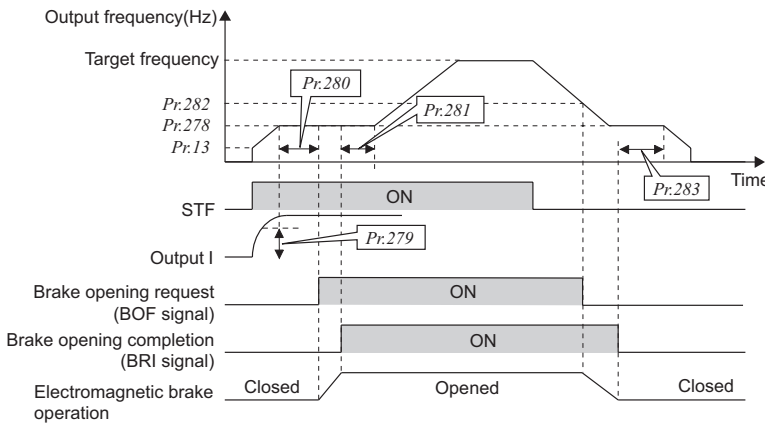 Output frequency(Hz)
Target frequency
Pr.280
Pr.282
Pr.281
Pr.278
Pr.13
Time
Pr.283
STF
ON
Pr.279
Output I
Brake opening request
(BOF signal)
ON
Brake opening completion
(BRI signal)
ON
Electromagnetic brake
operation
Closed
Opened
Closed